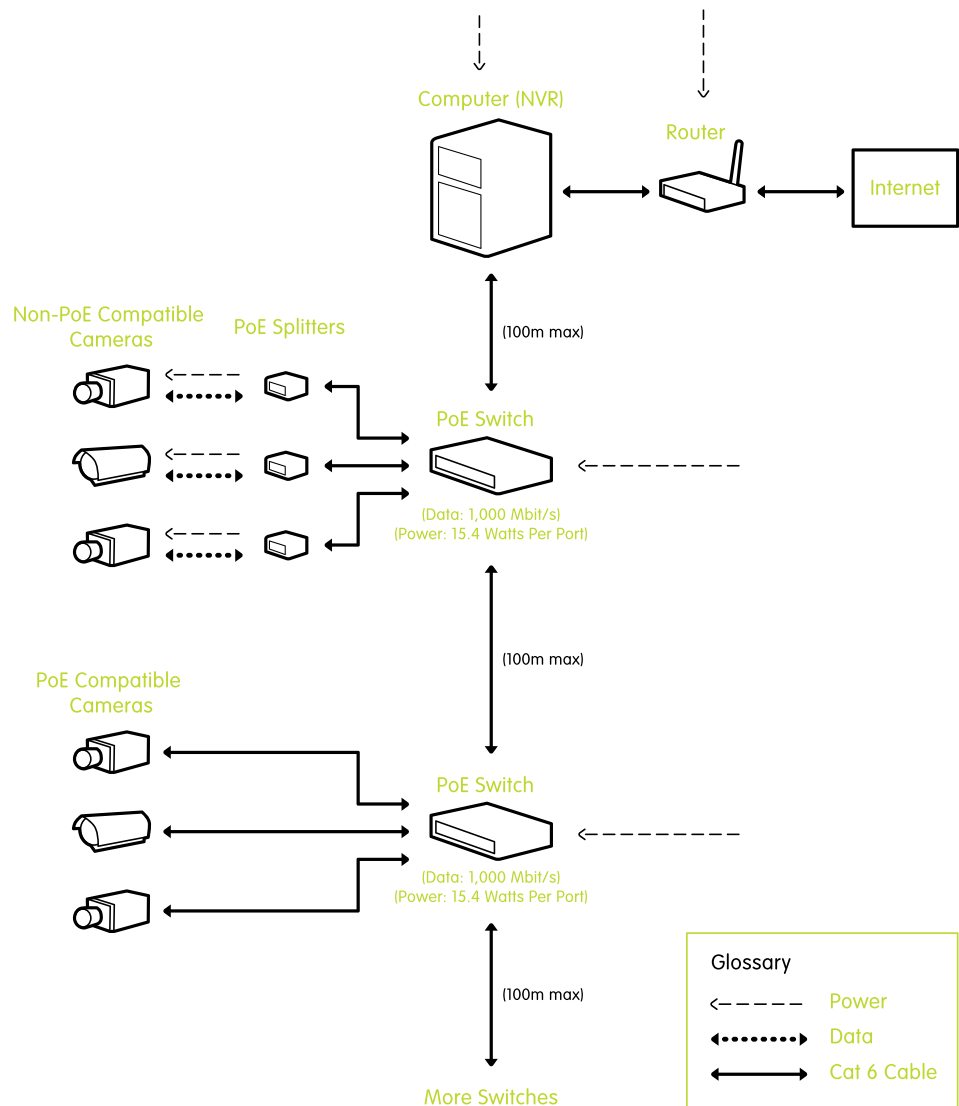 Computer (NVR)
Router
Internet
(100m max)
Non-PoE Compatible
Cameras
PoE Splitters
PoE Switch
(Data: 1,000 Mbit/s)
(Power: 15.4 Watts Per Port)
(100m max)
PoE Compatible
Cameras
PoE Switch
(Data: 1,000 Mbit/s)
(Power: 15.4 Watts Per Port)
(100m max)
More Switches
Glossary
Power
Data
Cat 6 Cable